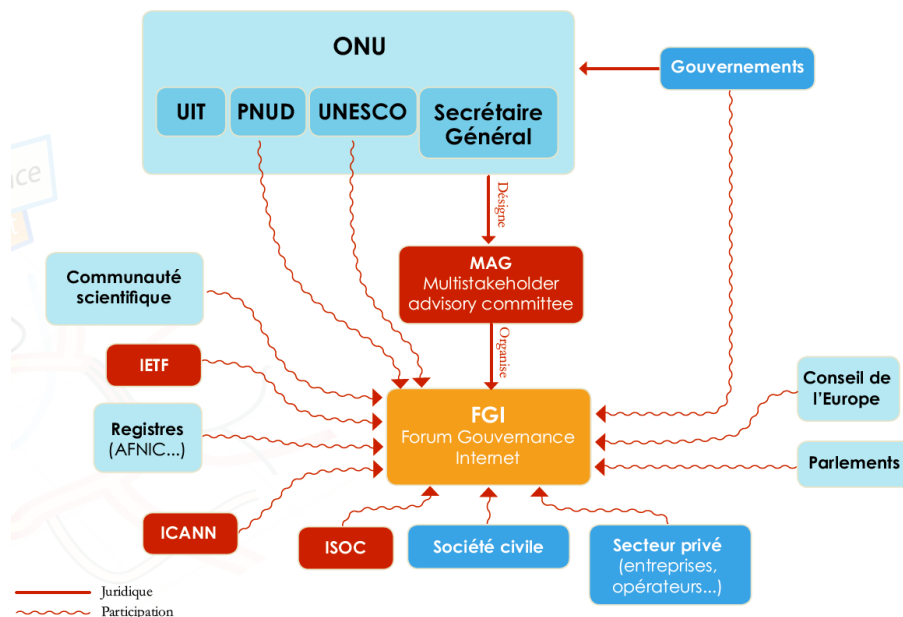 ONU
Gouvernements
UIT
PNUD
UNESCO
Secrétaire
Général
Désigne
nce
MAG
Multistakeholder
advisory committee
Communauté
scientifique
Organise
IETF
Conseil de
l'Europe
FGI
Forum Gouvernance
Internet
Registres
(AFNIC...)
Parlements
ICANN
ISOC
Société civile
Secteur privé
(entreprises,
opérateurs...)
Juridique
Participation